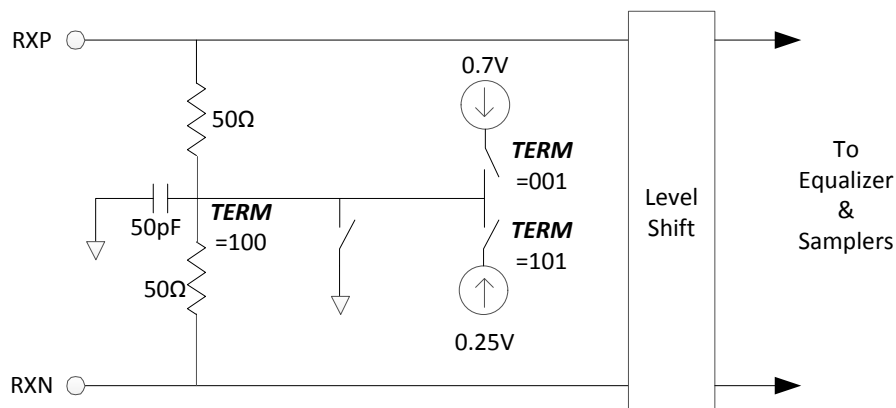 RXP
0.7V
50Ω
TERM
=001
To
Equalizer
&
Samplers
Level
Shift
50pF
TERM
=100
TERM
=101
50Ω
0.25V
RXN